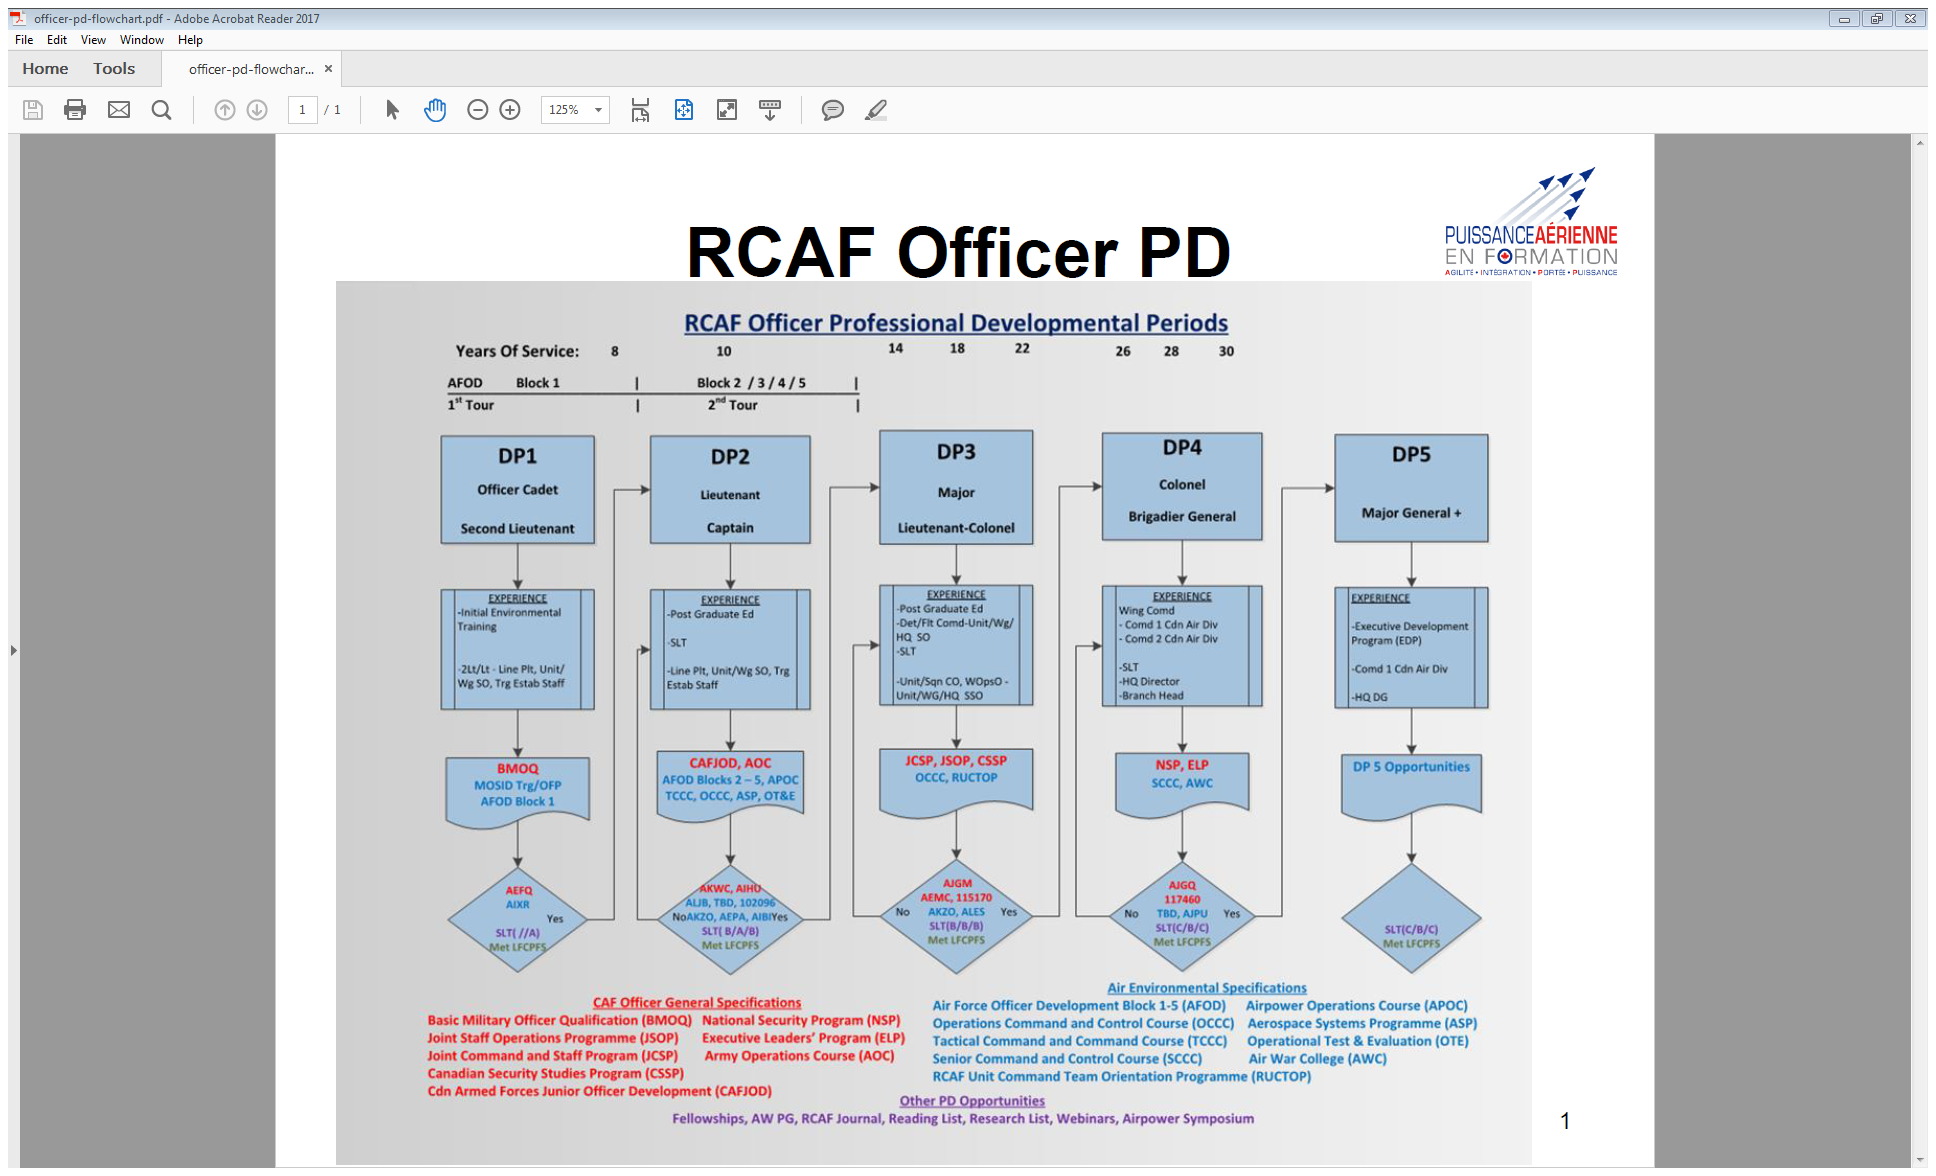 officer-pd-flowchart.pdf - Adobe Acrobat Reader 2017
File Edit View Window Help
Home Tools officer-pd-flowchar... ×
1 / 1 125%
RCAF Officer PD
PUISSANCEAÉRIENNE
EN FORMATION
AGILITÉ • INTÉGRATION • PORTÉE • PUISSANCE
RCAF Officer Professional Developmental Periods
Years Of Service: 8 10 14 18 22 26 28 30
AFOD Block 1 | Block 2 / 3 / 4 / 5 |
1st Tour | 2nd Tour |
DP1
Officer Cadet
Second Lieutenant
EXPERIENCE
-Initial Environmental
Training
-2Lt/Lt - Line Plt, Unit/
Wg SO, Trg Estab Staff
BMOQ
MOSID Trg/OFP
AFOD Block 1
AEFQ
AIXR
Yes
SLT( //A)
Met LFCPFS
DP2
Lieutenant
Captain
EXPERIENCE
-Post Graduate Ed
-SLT
-Line Plt, Unit/Wg SO, Trg
Estab Staff
CAFJOD, AOC
AFOD Blocks 2 – 5, APOC
TCCC, OCCC, ASP, OT&E
AKWC, AIHU
ALJB, TBD, 102096
No AKZO, AEPA, AIBI Yes
SLT( B/A/B)
Met LFCPFS
DP3
Major
Lieutenant-Colonel
EXPERIENCE
-Post Graduate Ed
-Det/Flt Comd-Unit/Wg/
HQ SO
-SLT
-Unit/Sqn CO, WOpsO -
Unit/WG/HQ SSO
JCSP, JSOP, CSSP
OCCC, RUCTOP
AJGM
AEMC, 115170
No AKZO, ALES Yes
SLT(B/B/B)
Met LFCPFS
DP4
Colonel
Brigadier General
EXPERIENCE
Wing Comd
- Comd 1 Cdn Air Div
- Comd 2 Cdn Air Div
-SLT
-HQ Director
-Branch Head
NSP, ELP
SCCC, AWC
AJGQ
117460
No TBD, AJPU Yes
SLT(C/B/C)
Met LFCPFS
DP5
Major General +
EXPERIENCE
-Executive Development
Program (EDP)
-Comd 1 Cdn Air Div
-HQ DG
DP 5 Opportunities
SLT(C/B/C)
Met LFCPFS
CAF Officer General Specifications
Basic Military Officer Qualification (BMOQ) National Security Program (NSP)
Joint Staff Operations Programme (JSOP) Executive Leaders' Program (ELP)
Joint Command and Staff Program (JCSP) Army Operations Course (AOC)
Canadian Security Studies Program (CSSP)
Cdn Armed Forces Junior Officer Development (CAFJOD)
Air Environmental Specifications
Air Force Officer Development Block 1-5 (AFOD) Airpower Operations Course (APOC)
Operations Command and Control Course (OCCC) Aerospace Systems Programme (ASP)
Tactical Command and Command Course (TCCC) Operational Test & Evaluation (OTE)
Senior Command and Control Course (SCCC) Air War College (AWC)
RCAF Unit Command Team Orientation Programme (RUCTOP)
Other PD Opportunities
Fellowships, AW PG, RCAF Journal, Reading List, Research List, Webinars, Airpower Symposium
1